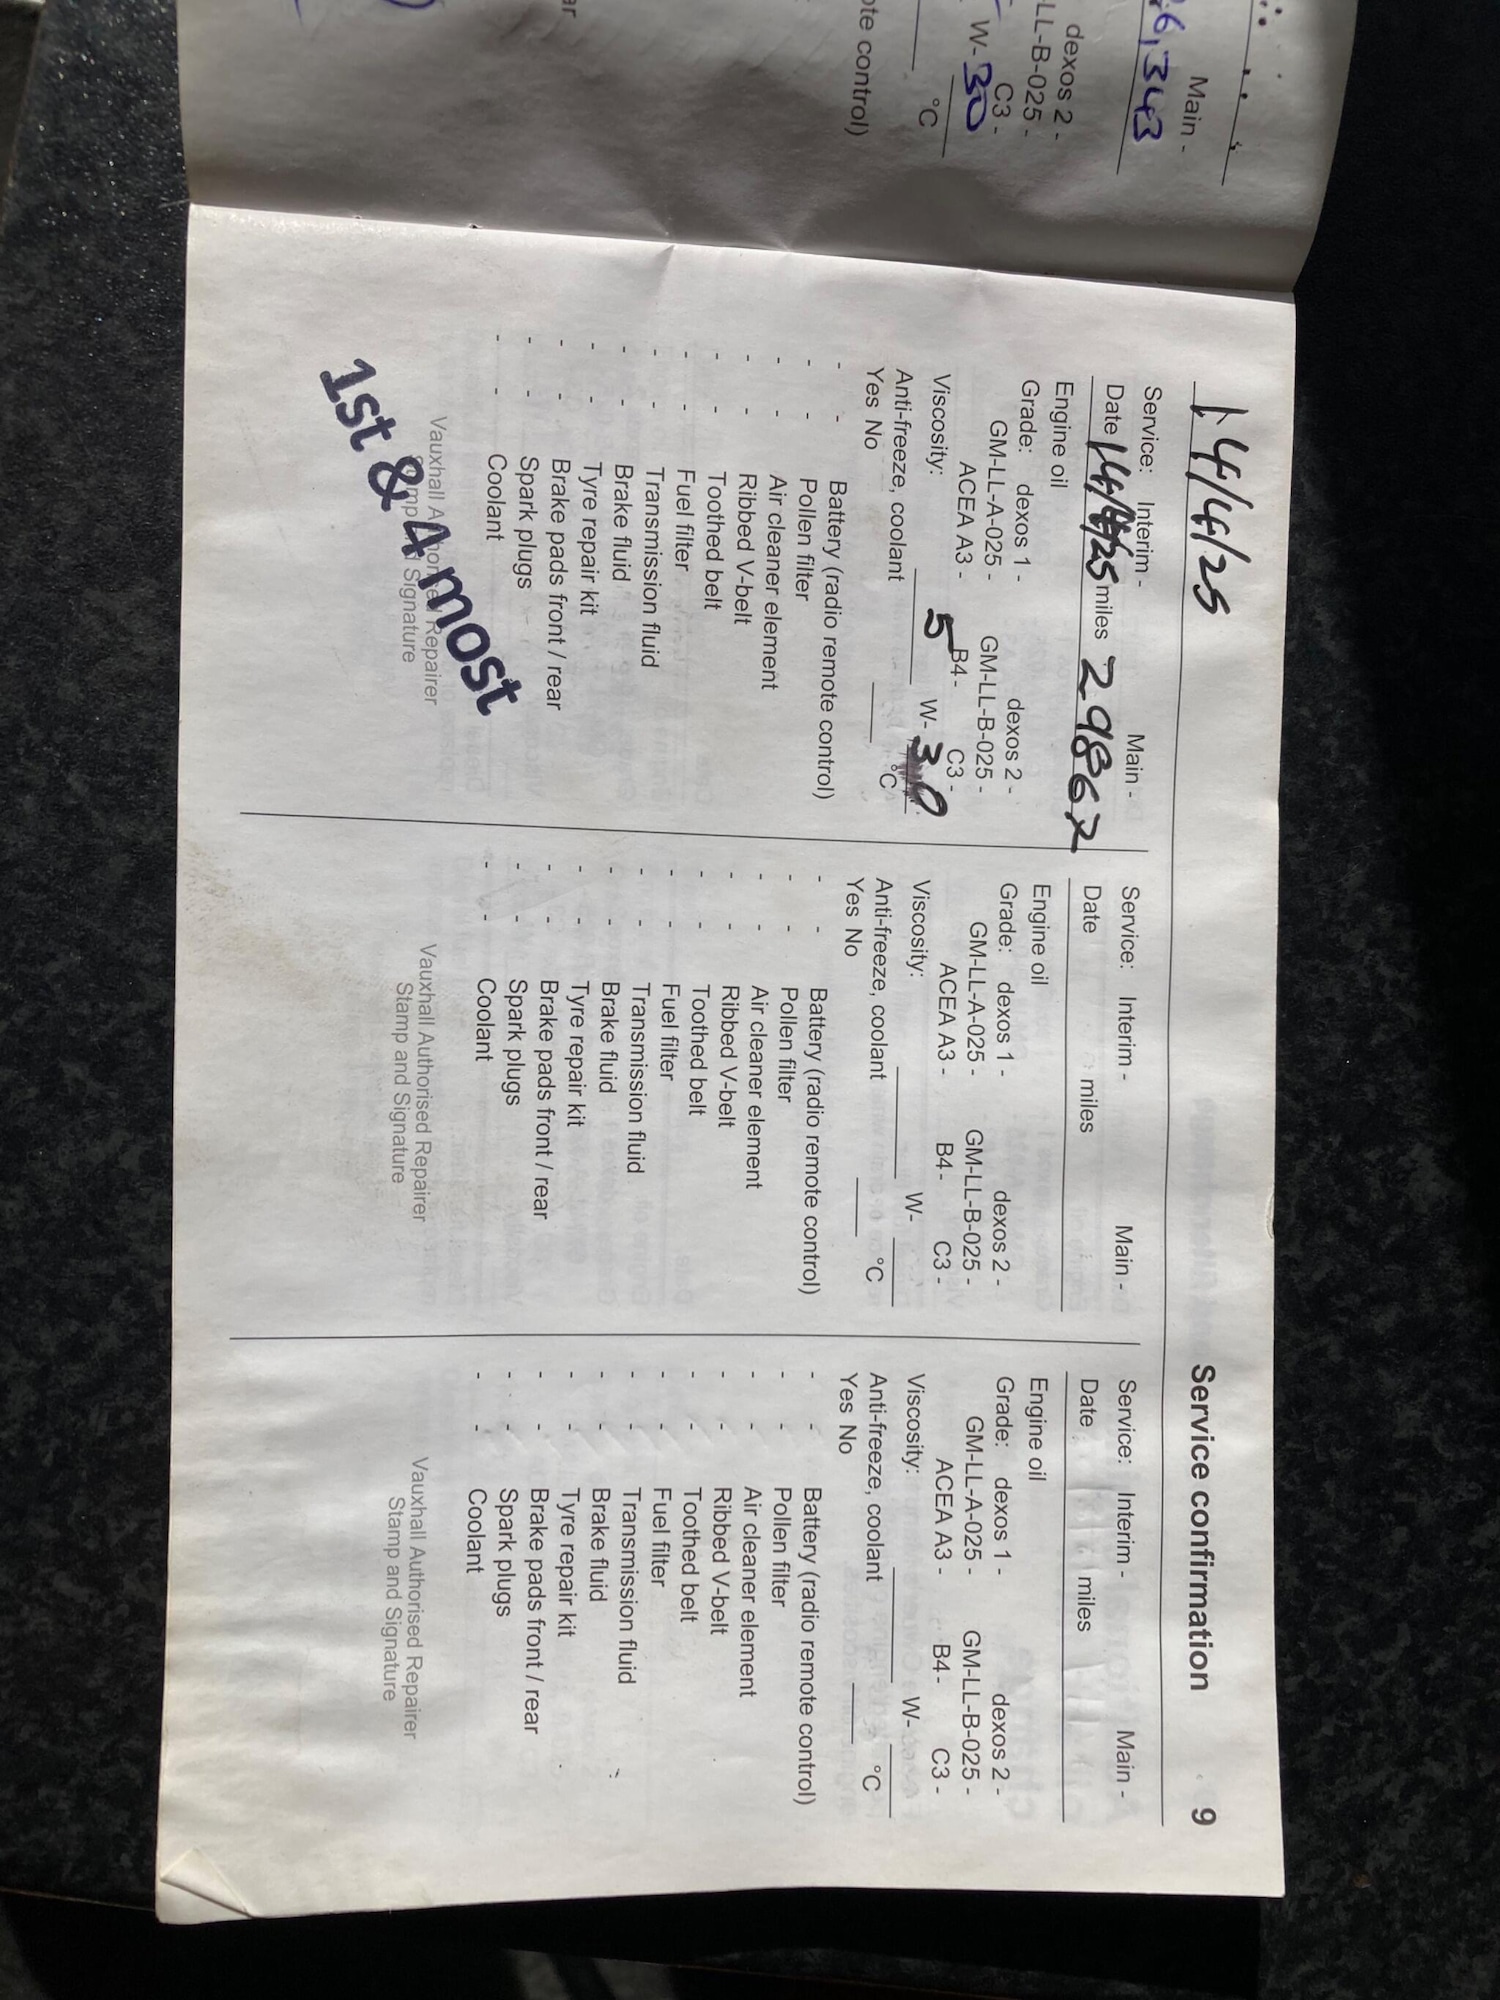 Main -
26,343
dexos 2 -
LL-B-025 -
C3 -
W-30
°C
ote control)
ar
14/4/25
Service confirmation 9
Service: Interim - Main -
Date 14/4/25 miles 29867
Engine oil
Grade: dexos 1 - dexos 2 -
GM-LL-A-025 - GM-LL-B-025 -
ACEA A3 - B4 - C3 -
Viscosity: 5 W-30
Anti-freeze, coolant °C
Yes No
- - Battery (radio remote control)
- - Pollen filter
- - Air cleaner element
- - Ribbed V-belt
- - Toothed belt
- - Fuel filter
- - Transmission fluid
- - Brake fluid
- - Tyre repair kit
- - Brake pads front / rear
- - Spark plugs
- - Coolant
Vauxhall Authorised Repairer
Stamp and Signature
1st & 4 most
Service: Interim - Main -
Date miles
Engine oil
Grade: dexos 1 - dexos 2 -
GM-LL-A-025 - GM-LL-B-025 -
ACEA A3 - B4 - C3 -
Viscosity: W-
Anti-freeze, coolant °C
Yes No
- - Battery (radio remote control)
- - Pollen filter
- - Air cleaner element
- - Ribbed V-belt
- - Toothed belt
- - Fuel filter
- - Transmission fluid
- - Brake fluid
- - Tyre repair kit
- - Brake pads front / rear
- - Spark plugs
- - Coolant
Vauxhall Authorised Repairer
Stamp and Signature
Service: Interim - Main -
Date miles
Engine oil
Grade: dexos 1 - dexos 2 -
GM-LL-A-025 - GM-LL-B-025 -
ACEA A3 - B4 - C3 -
Viscosity: W-
Anti-freeze, coolant °C
Yes No
- - Battery (radio remote control)
- - Pollen filter
- - Air cleaner element
- - Ribbed V-belt
- - Toothed belt
- - Fuel filter
- - Transmission fluid
- - Brake fluid
- - Tyre repair kit
- - Brake pads front / rear
- - Spark plugs
- - Coolant
Vauxhall Authorised Repairer
Stamp and Signature